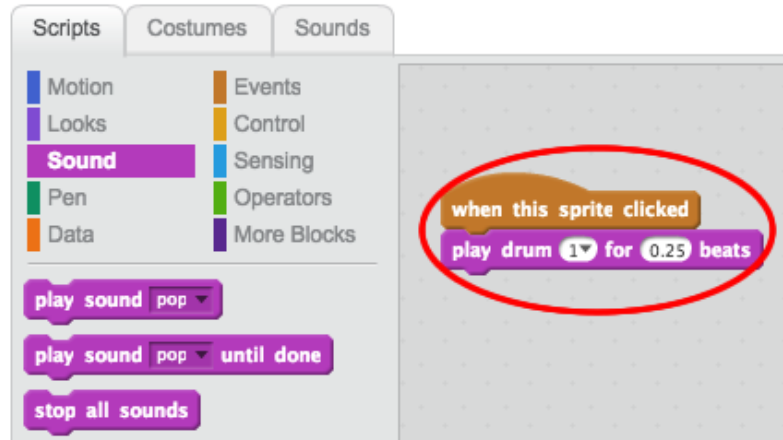 Scripts Costumes Sounds
Motion Events
Looks Control
Sound Sensing
Pen Operators
Data More Blocks
play sound pop
play sound pop until done
stop all sounds
when this sprite clicked
play drum 1 for 0.25 beats